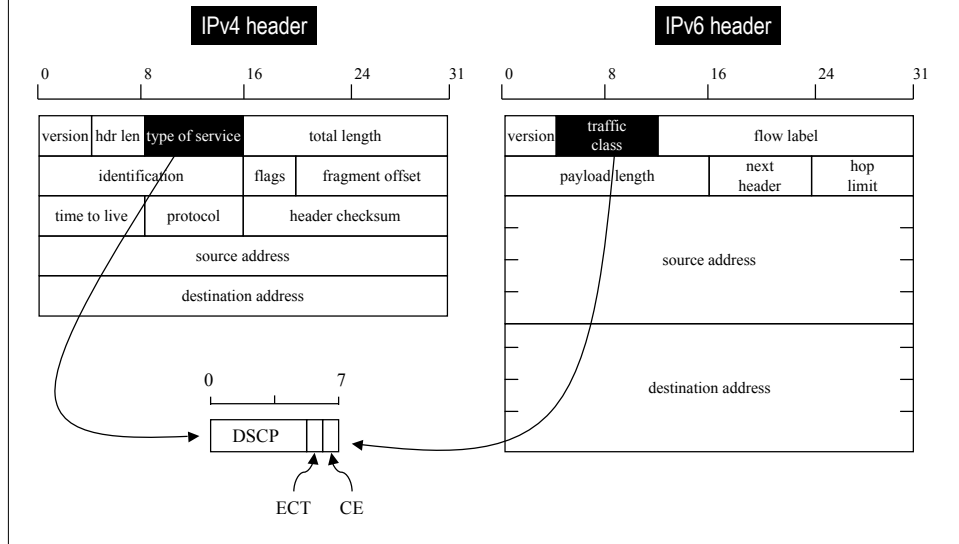 IPv4 header
0 8 16 24 31
version hdr len type of service total length
identification flags fragment offset
time to live protocol header checksum
source address
destination address
IPv6 header
0 8 16 24 31
version traffic class flow label
payload length next header hop limit
source address
destination address
0 7
DSCP
ECT CE